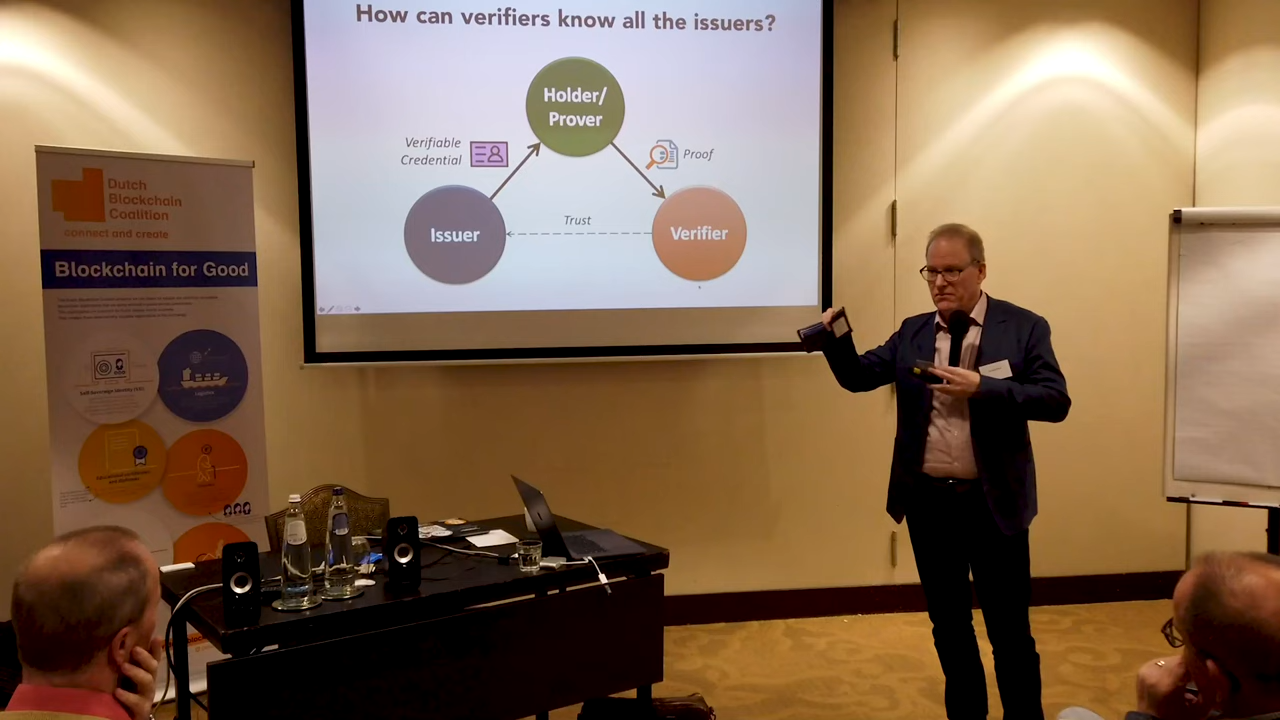 How can verifiers know all the issuers?
Holder/
Prover
Verifiable
Credential
Proof
Issuer
Trust
Verifier
Dutch
Blockchain
Coalition
connect and create
Blockchain for Good